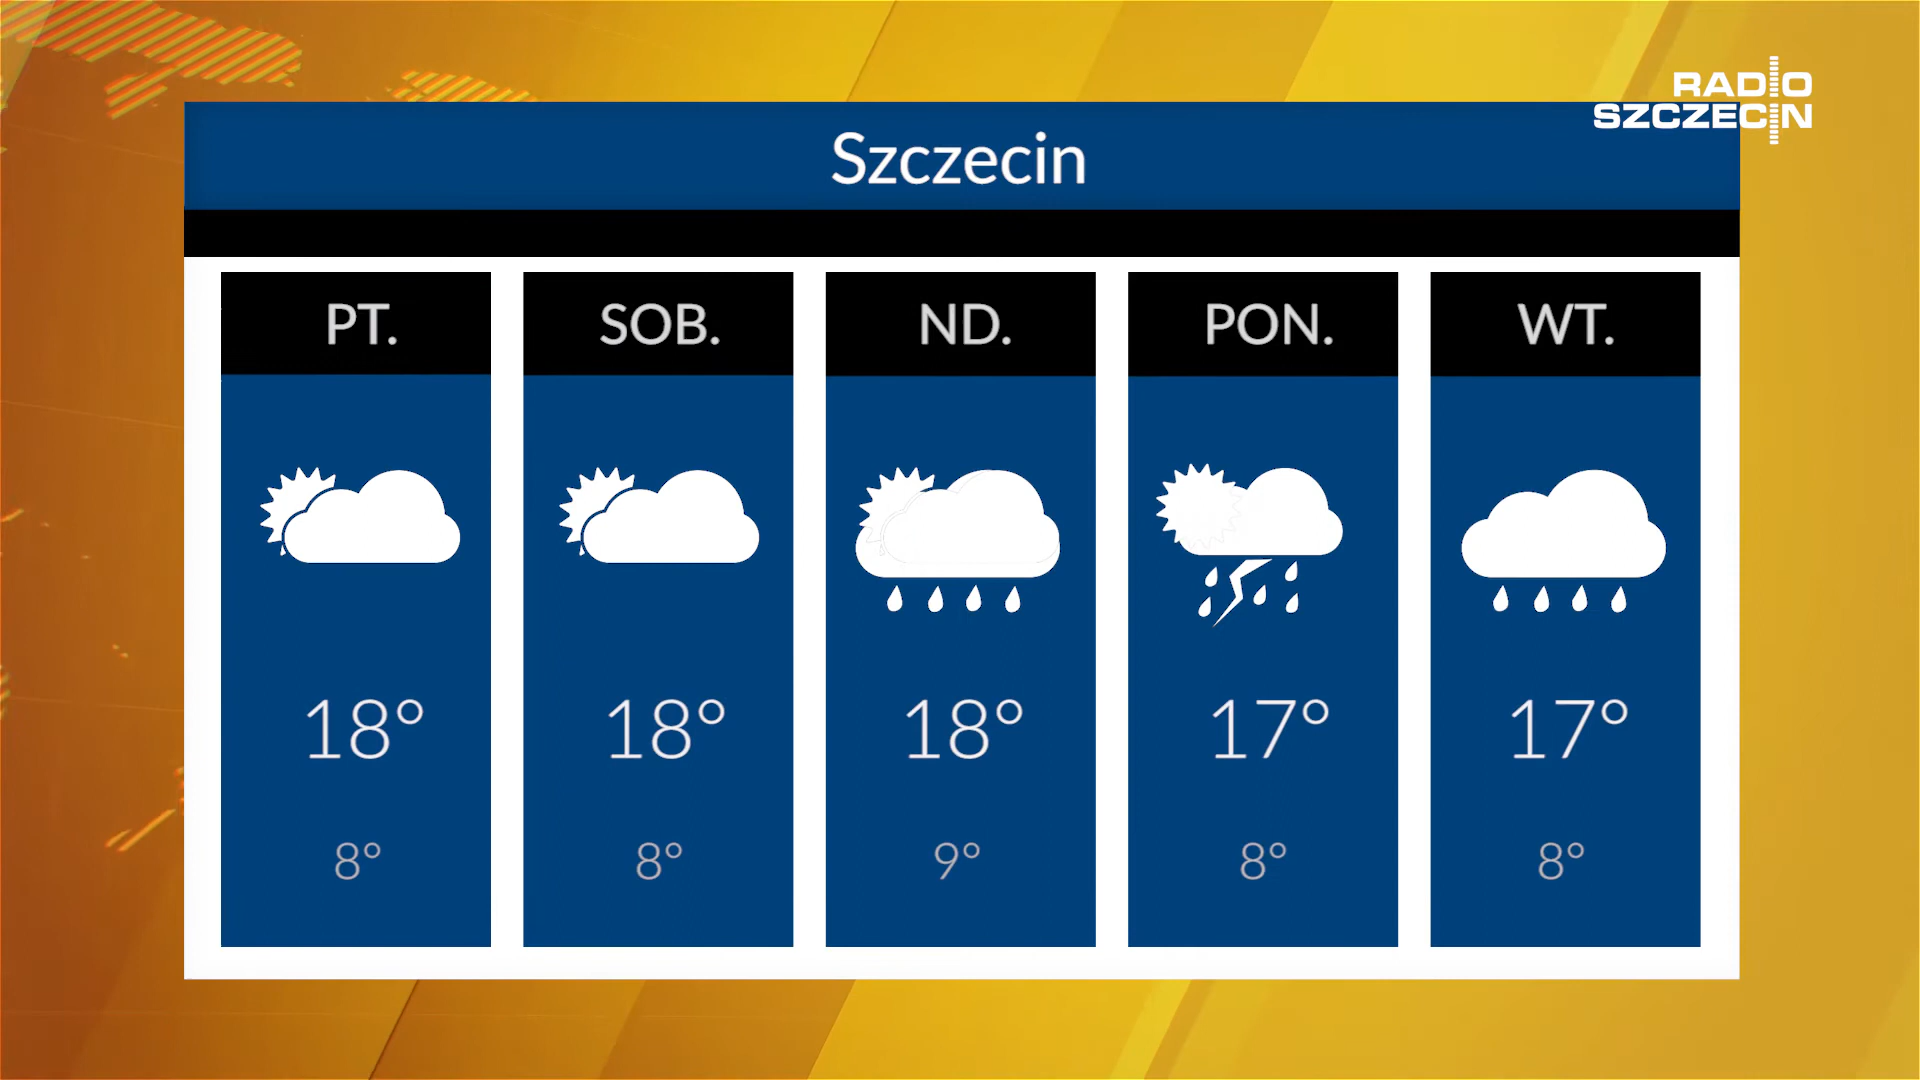 RADIO
SZCZECIN
Szczecin
PT. SOB. ND. PON. WT.
18° 18° 18° 17° 17°
8° 8° 9° 8° 8°